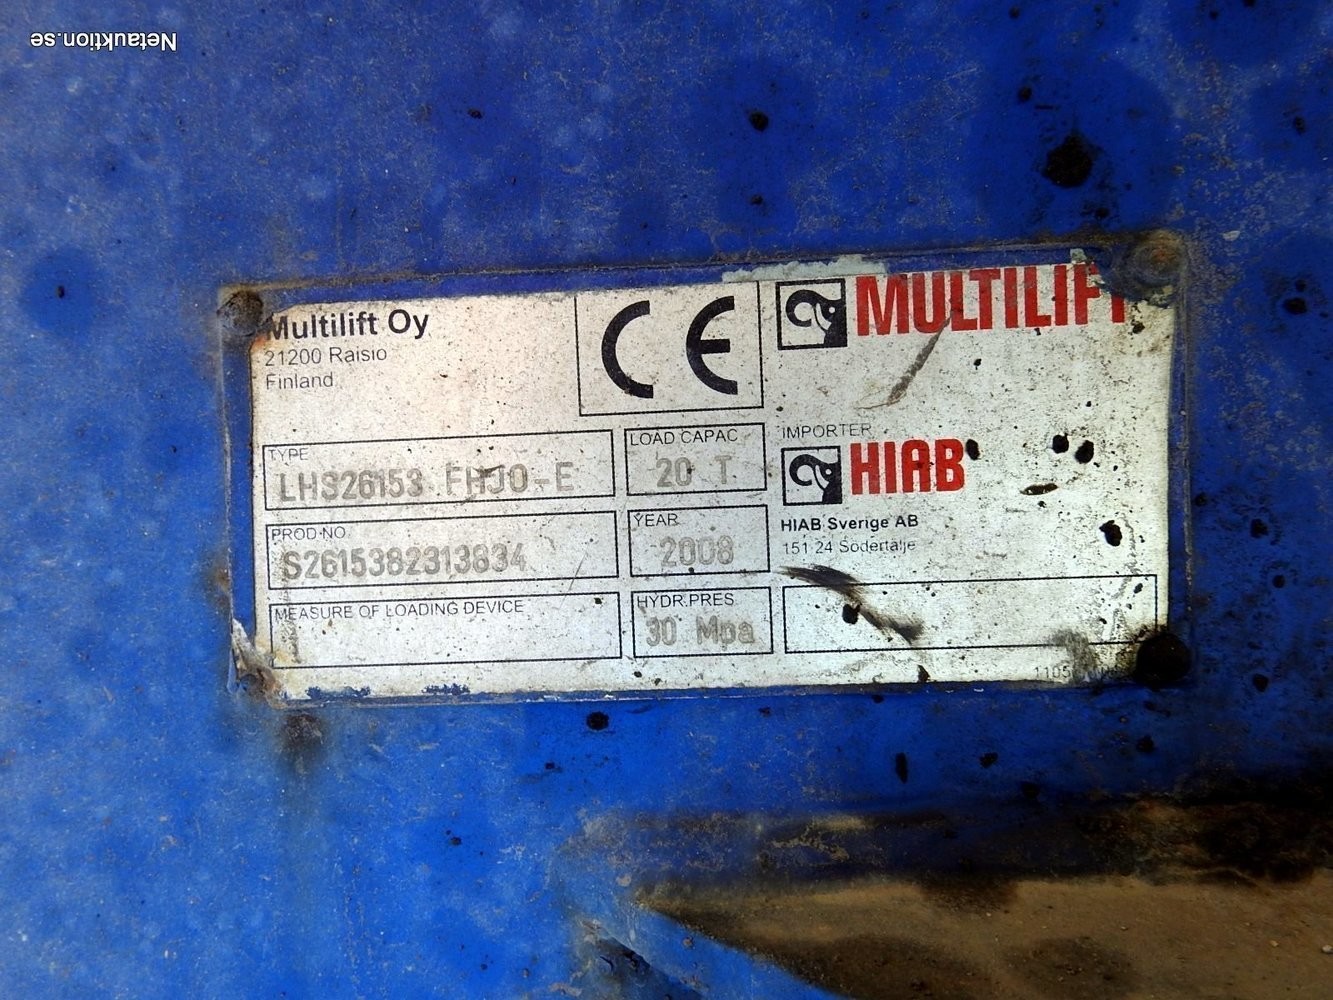 Netauktion.se
Multilift Oy
21200 Raisio
Finland
CE
MULTILIFT
TYPE
LHS26153 FHJO-E
LOAD CAPAC
20 T
IMPORTER
HIAB
PROD.NO.
S2615382313834
YEAR
2008
HIAB Sverige AB
151 24 Södertälje
MEASURE OF LOADING DEVICE
HYDR.PRES
30 Mpa